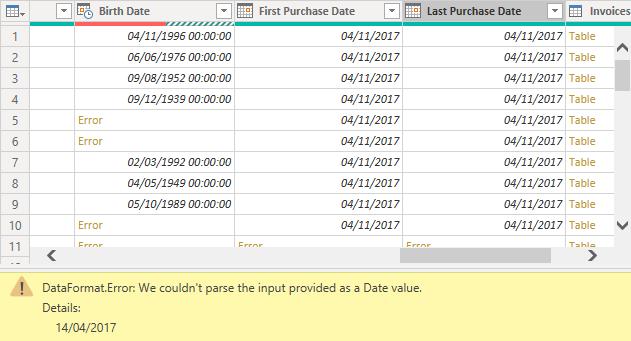 Birth Date First Purchase Date Last Purchase Date Invoices
1 04/11/1996 00:00:00 04/11/2017 04/11/2017 Table
2 06/06/1976 00:00:00 04/11/2017 04/11/2017 Table
3 09/08/1952 00:00:00 04/11/2017 04/11/2017 Table
4 09/12/1939 00:00:00 04/11/2017 04/11/2017 Table
5 Error 04/11/2017 04/11/2017 Table
6 Error 04/11/2017 04/11/2017 Table
7 02/03/1992 00:00:00 04/11/2017 04/11/2017 Table
8 04/05/1949 00:00:00 04/11/2017 04/11/2017 Table
9 05/10/1989 00:00:00 04/11/2017 04/11/2017 Table
10 Error 04/11/2017 04/11/2017 Table
11 Error Error Error Table
DataFormat.Error: We couldn't parse the input provided as a Date value.
Details:
14/04/2017